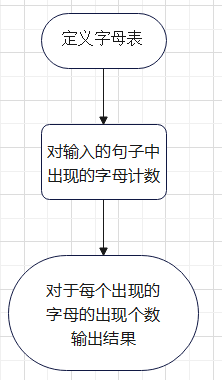 定义字母表
对输入的句子中
出现的字母计数
对于每个出现的
字母的出现个数
输出结果